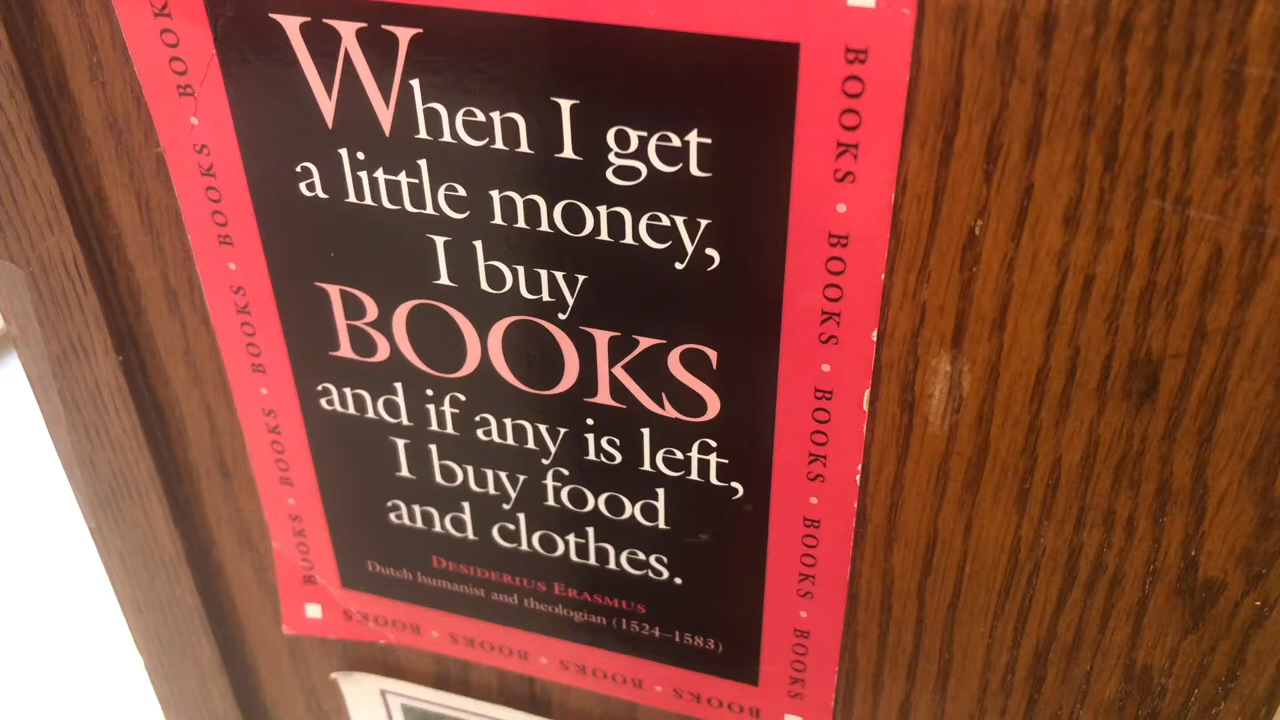 When I get
a little money,
I buy
BOOKS
and if any is left,
I buy food
and clothes.
DESIDERIUS ERASMUS
Dutch humanist and theologian (1524–1583)
BOOK
• BOOKS • BOOKS • BOOKS • BOOKS
BOOKS • BOOKS • BOOKS • BOOKS • BOOKS
BOOKS • BOOKS • BOOKS • BOOKS